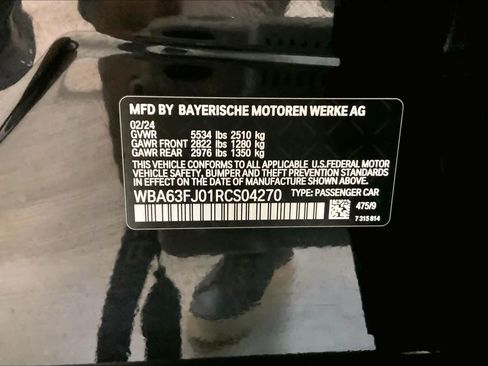 MFD BY BAYERISCHE MOTOREN WERKE AG
02/24
GVWR 5534 lbs 2510 kg
GAWR FRONT 2822 lbs 1280 kg
GAWR REAR 2976 lbs 1350 kg
THIS VEHICLE CONFORMS TO ALL APPLICABLE U.S. FEDERAL MOTOR
VEHICLE SAFETY, BUMPER AND THEFT PREVENTION STANDARDS
IN EFFECT ON THE DATE OF MANUFACTURE SHOWN ABOVE.
WBA63FJ01RCS04270 TYPE: PASSENGER CAR
475/9
7 315 814